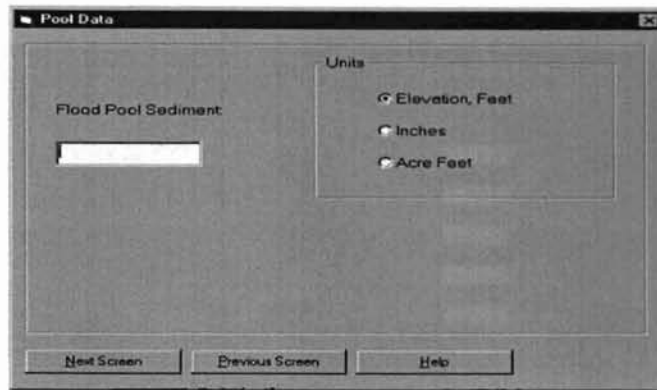 Pool Data
Units
Flood Pool Sediment:
Elevation, Feet
Inches
Acre Feet
Next Screen
Previous Screen
Help